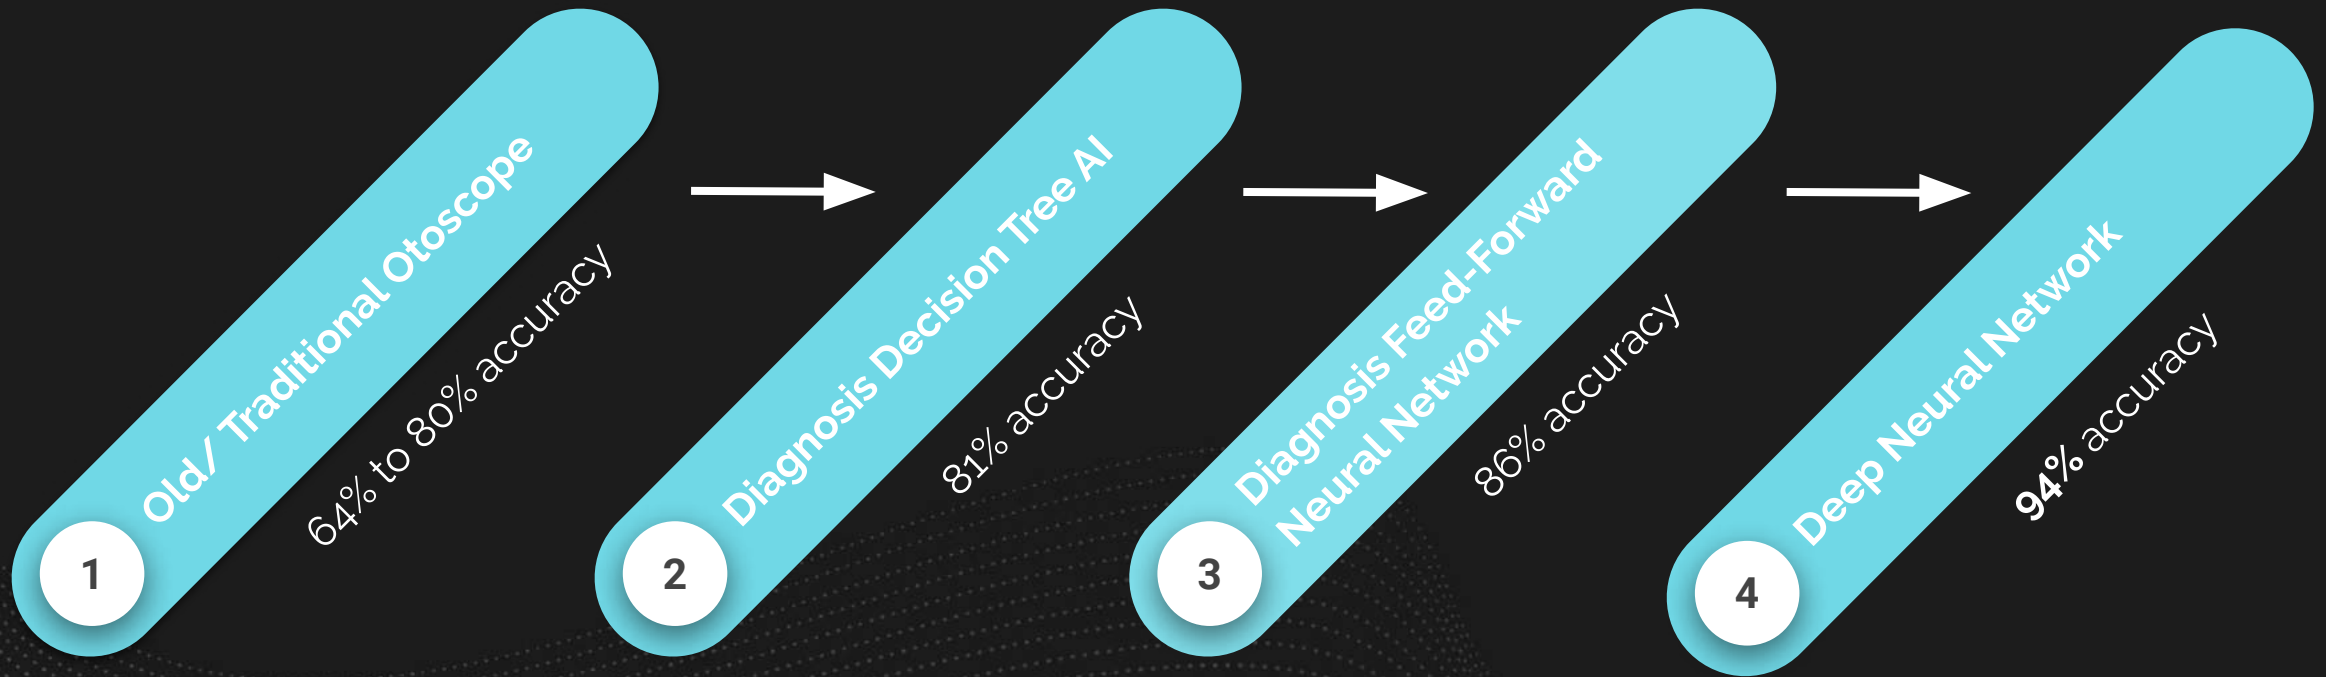 1
Old/ Traditional Otoscope
64% to 80% accuracy
2
Diagnosis Decision Tree AI
81% accuracy
3
Diagnosis Feed-Forward
Neural Network
86% accuracy
4
Deep Neural Network
94% accuracy